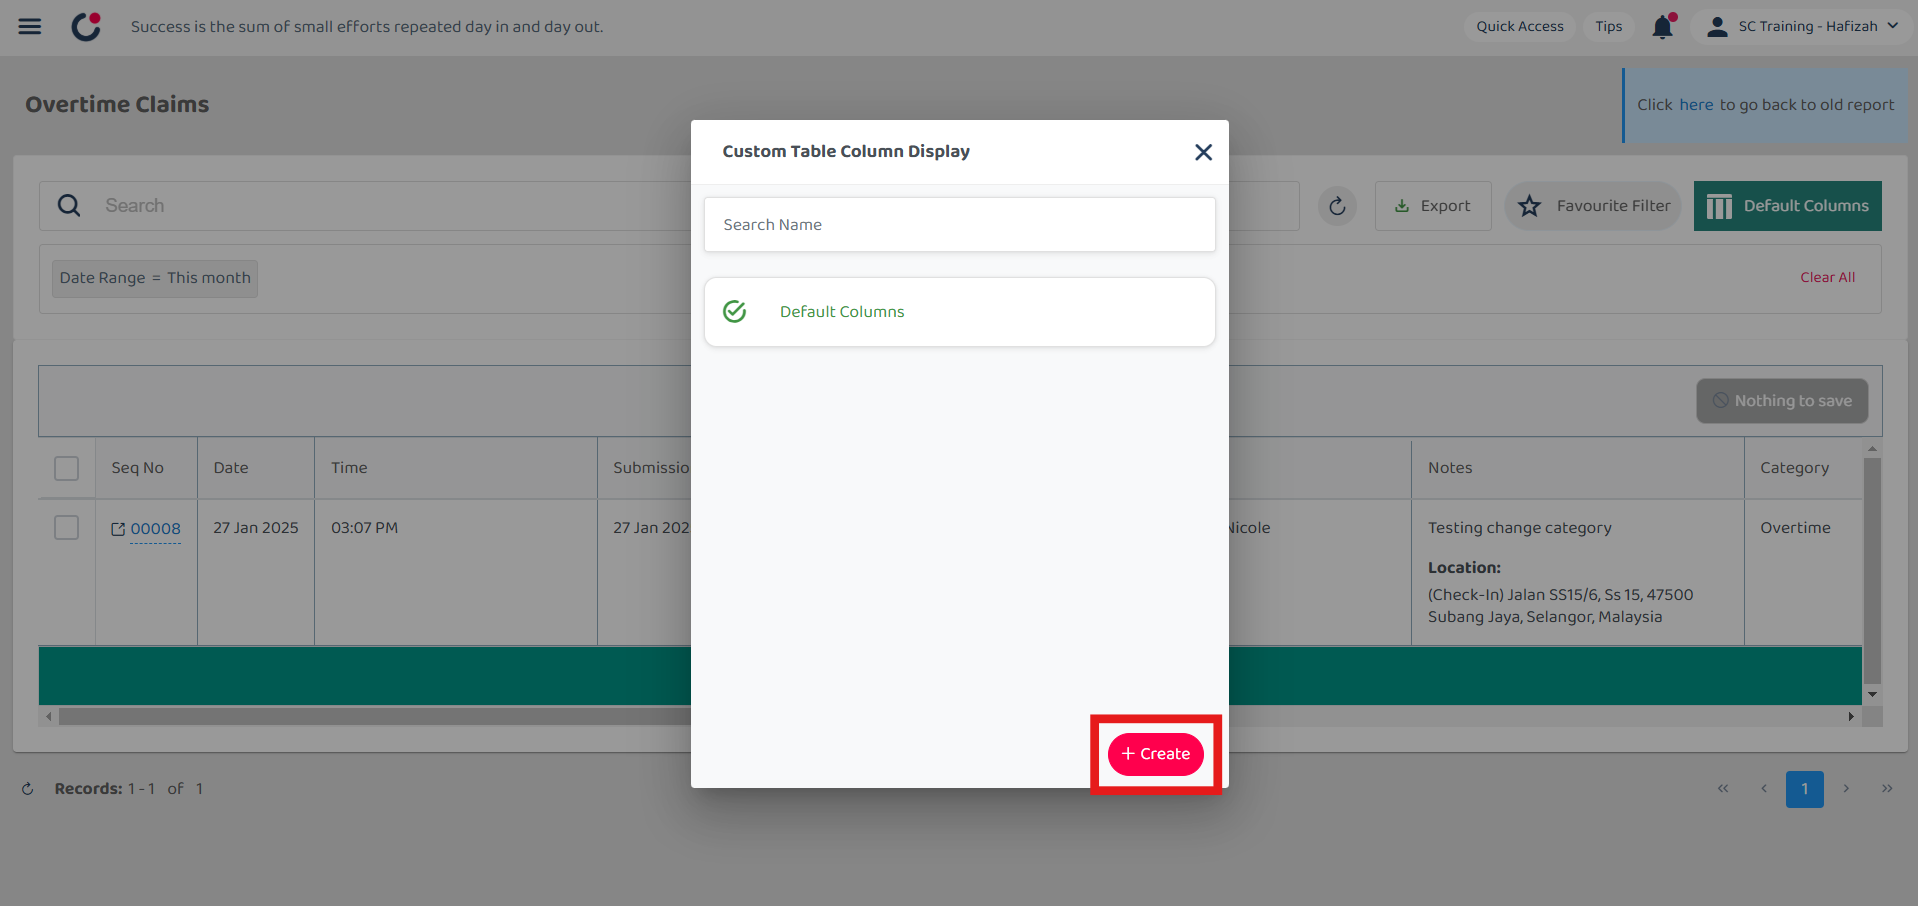 Success is the sum of small efforts repeated day in and day out.
Quick Access
Tips
SC Training - Hafizah
Overtime Claims
Click here to go back to old report
Custom Table Column Display
Search
Export
Favourite Filter
Default Columns
Search Name
Date Range = This month
Clear All
Default Columns
Nothing to save
Seq No
Date
Time
Submissio
Notes
Category
00008
27 Jan 2025
03:07 PM
27 Jan 202
Nicole
Testing change category
Overtime
Location:
(Check-In) Jalan SS15/6, Ss 15, 47500
Subang Jaya, Selangor, Malaysia
+ Create
Records: 1 - 1 of 1
« ‹ 1 › »